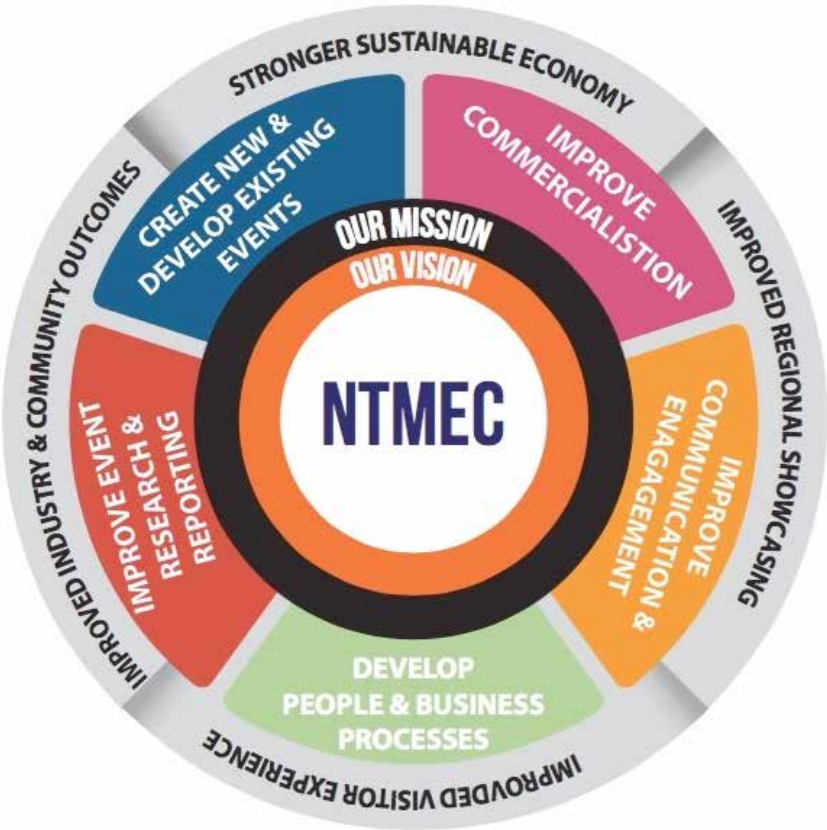 STRONGER SUSTAINABLE ECONOMY
IMPROVED REGIONAL SHOWCASING
IMPROVDED VISITOR EXPERIENCE
IMPROVED INDUSTRY & COMMUNITY OUTCOMES
CREATE NEW &
DEVELOP EXISTING
EVENTS
IMPROVE
COMMERCIALISTION
IMPROVE
COMMUNICATION &
ENAGAGEMENT
DEVELOP
PEOPLE & BUSINESS
PROCESSES
IMPROVE EVENT
RESEARCH &
REPORTING
OUR MISSION
OUR VISION
NTMEC